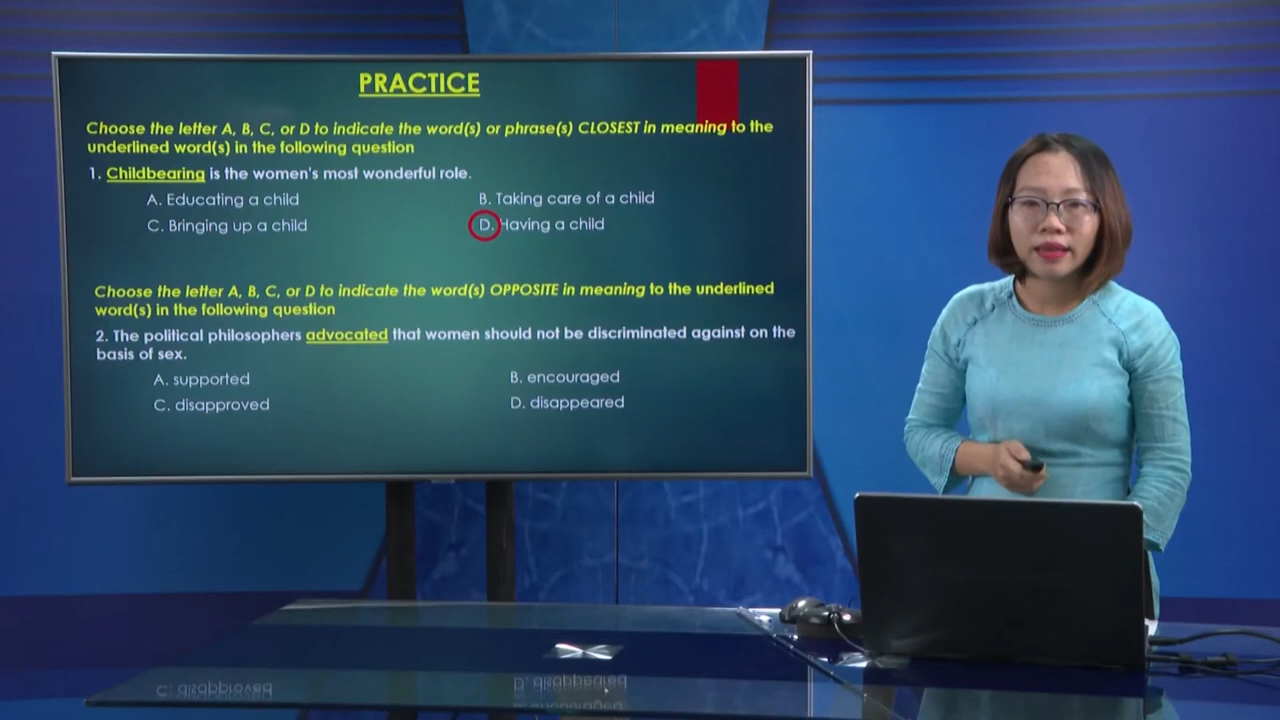 PRACTICE
Choose the letter A, B, C, or D to indicate the word(s) or phrase(s) CLOSEST in meaning to the
underlined word(s) in the following question
1. Childbearing is the women's most wonderful role.
A. Educating a child B. Taking care of a child
C. Bringing up a child D. Having a child
Choose the letter A, B, C, or D to indicate the word(s) OPPOSITE in meaning to the underlined
word(s) in the following question
2. The political philosophers advocated that women should not be discriminated against on the
basis of sex.
A. supported B. encouraged
C. disapproved D. disappeared